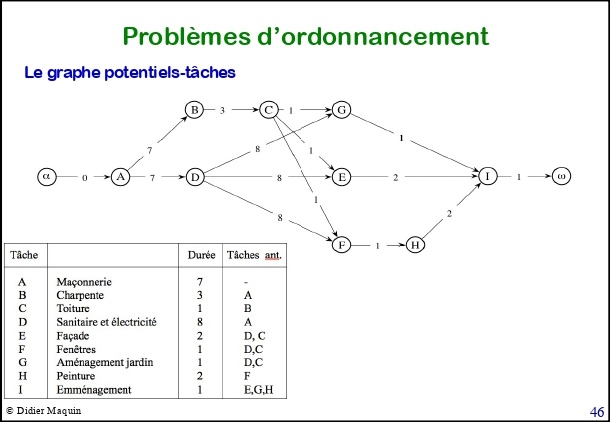 Problèmes d'ordonnancement
Le graphe potentiels-tâches
B 3 C 1 G
7 8 1 1
α 0 A 7 D 8 E 2 I 1 ω
1
8 2
F 1 H
Tâche Durée Tâches ant.
A Maçonnerie 7 -
B Charpente 3 A
C Toiture 1 B
D Sanitaire et électricité 8 A
E Façade 2 D, C
F Fenêtres 1 D,C
G Aménagement jardin 1 D,C
H Peinture 2 F
I Emménagement 1 E,G,H
© Didier Maquin 46